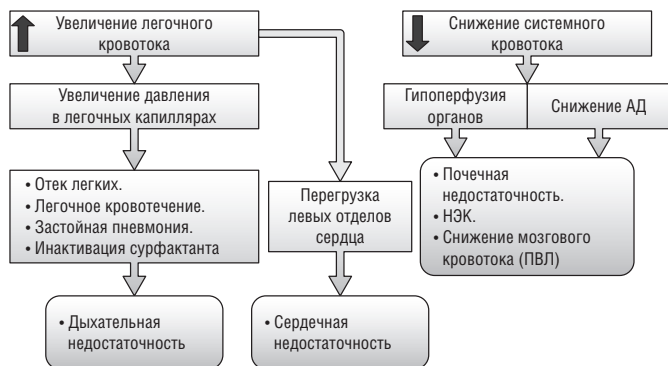 Увеличение легочного
кровотока
Увеличение давления
в легочных капиллярах
• Отек легких.
• Легочное кровотечение.
• Застойная пневмония.
• Инактивация сурфактанта
• Дыхательная
недостаточность
Перегрузка
левых отделов
сердца
• Сердечная
недостаточность
Снижение системного
кровотока
Гипоперфузия
органов
Снижение АД
• Почечная
недостаточность.
• НЭК.
• Снижение мозгового
кровотока (ПВЛ)